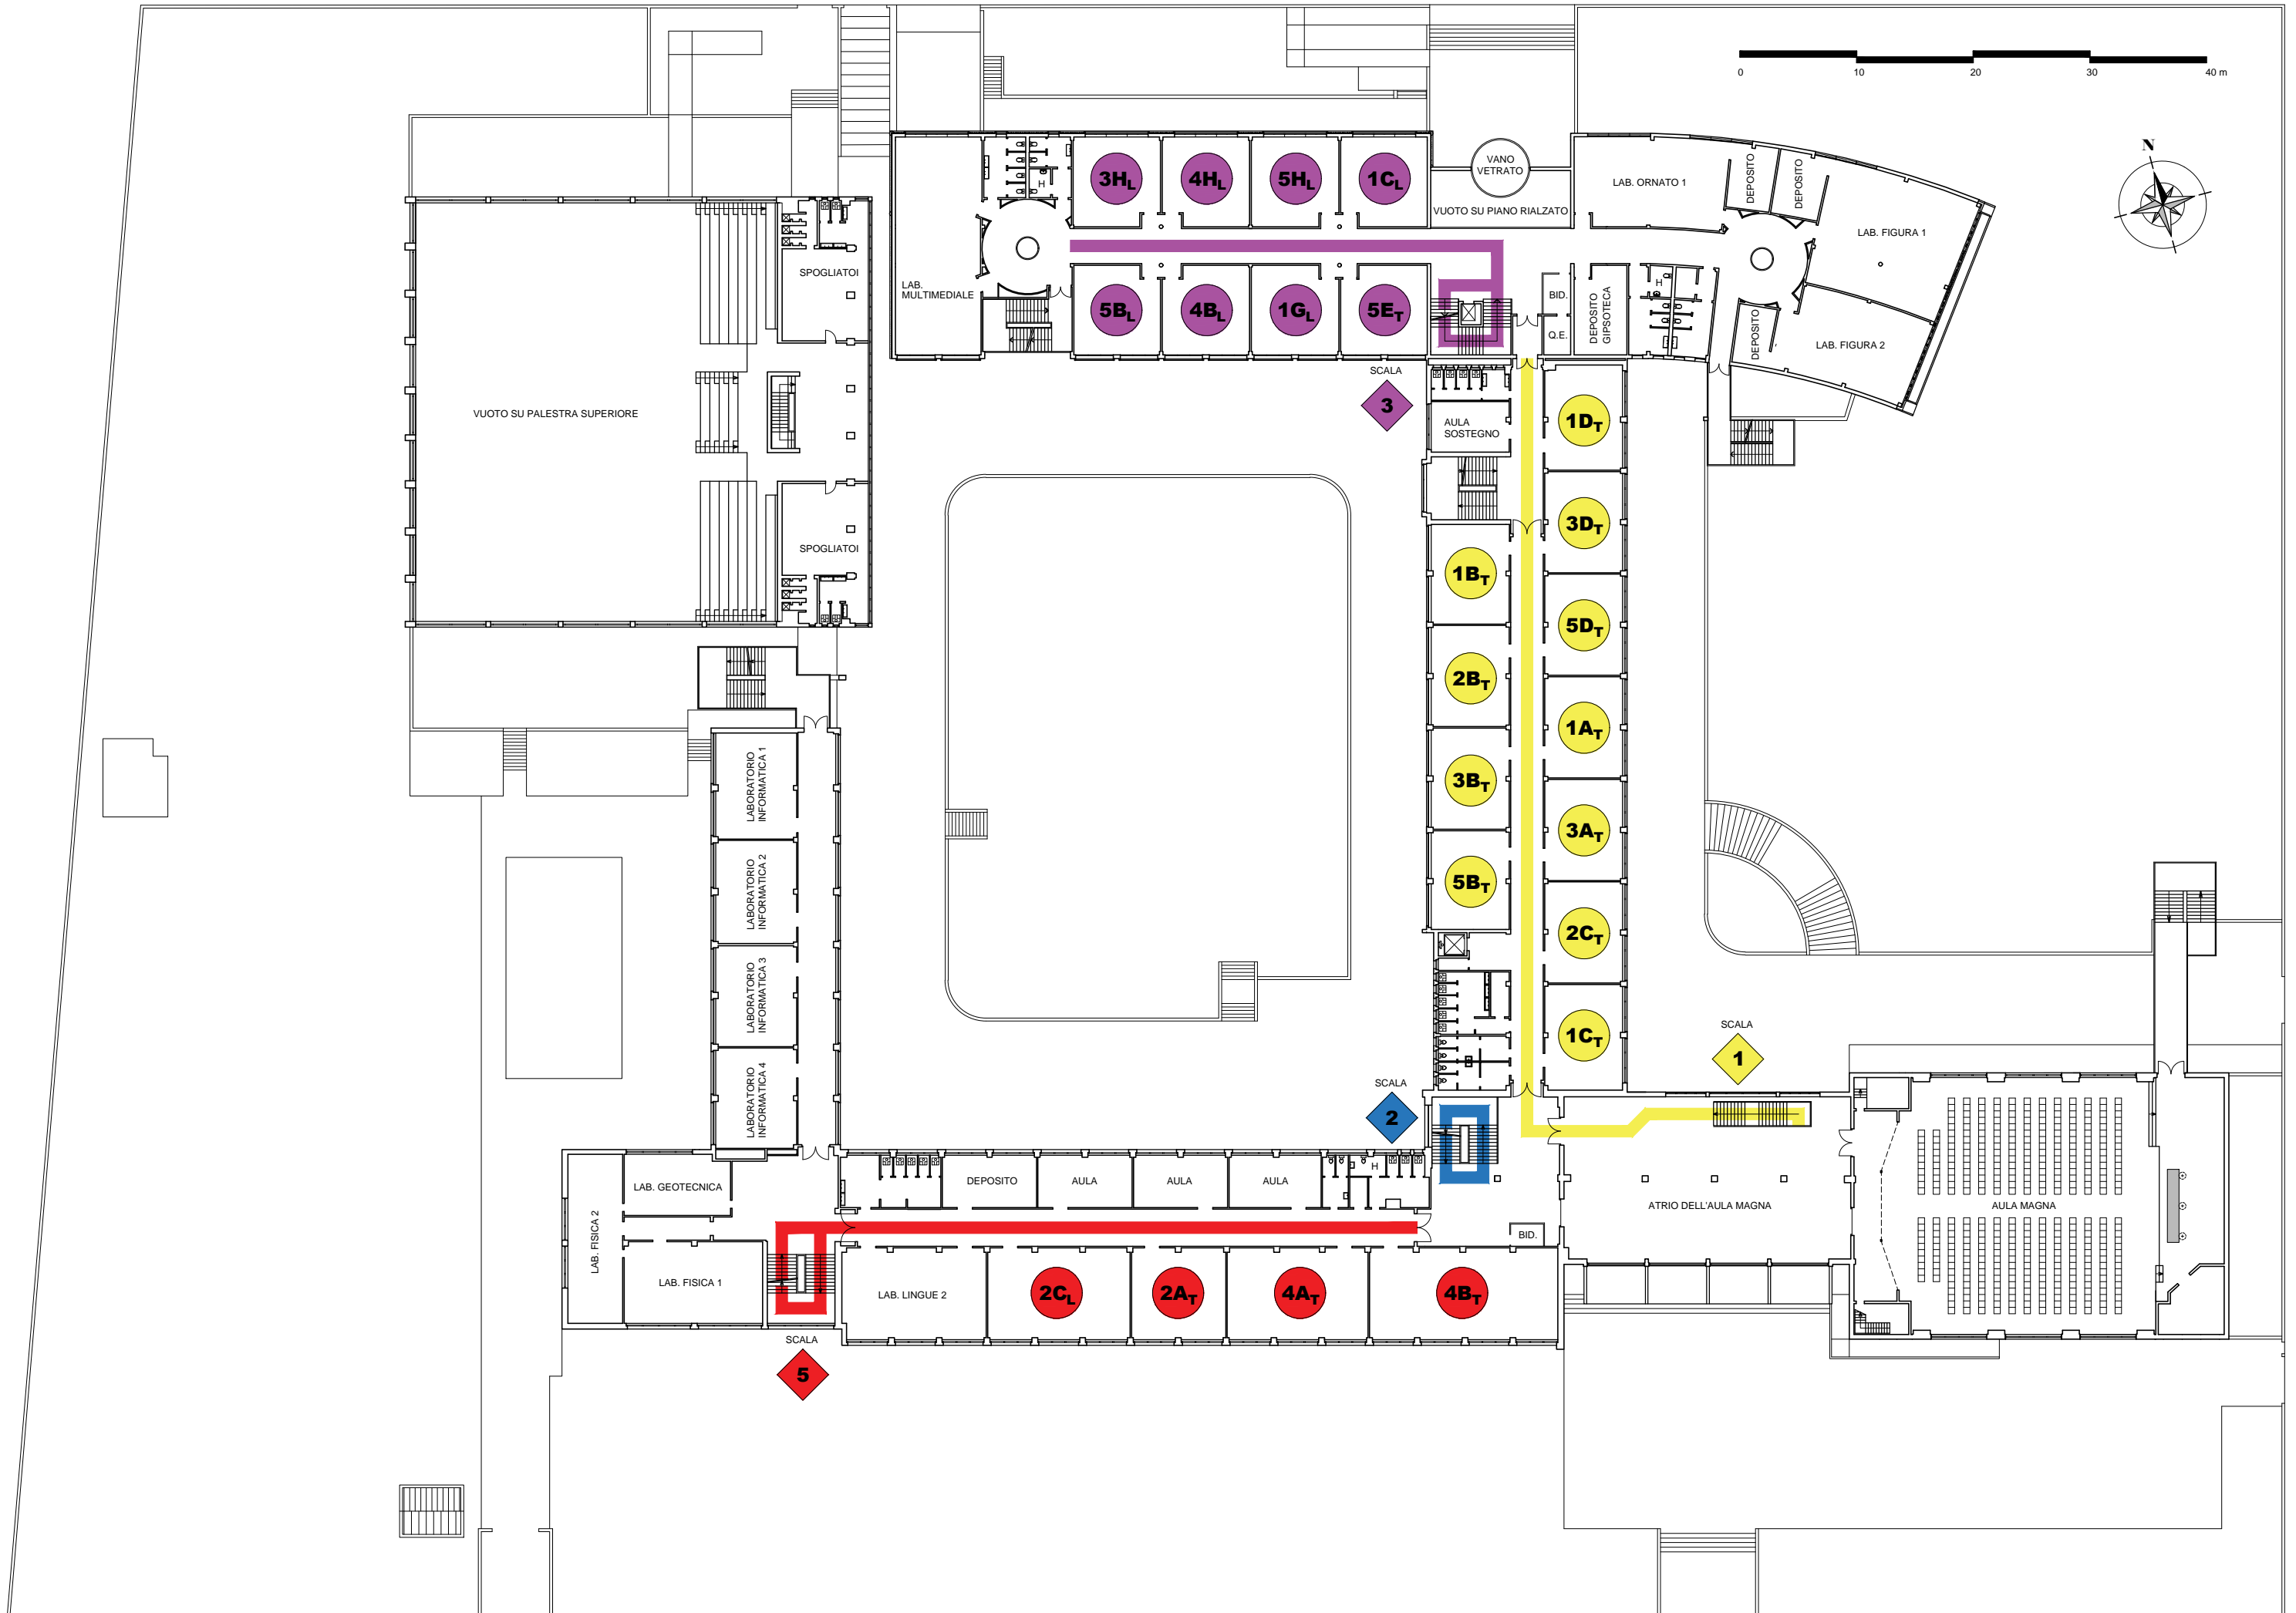 0 10 20 30 40 m
N
VANO
VETRATO
VUOTO SU PIANO RIALZATO
LAB. ORNATO 1
DEPOSITO
DEPOSITO
LAB. FIGURA 1
3HL
4HL
5HL
1CL
H
SPOGLIATOI
LAB.
MULTIMEDIALE
5BL
4BL
1GL
5ET
BID.
Q.E.
DEPOSITO
GIPSOTECA
H
DEPOSITO
LAB. FIGURA 2
SCALA
3
VUOTO SU PALESTRA SUPERIORE
AULA
SOSTEGNO
1DT
3DT
SPOGLIATOI
1BT
5DT
2BT
1AT
LABORATORIO
INFORMATICA 1
3BT
3AT
LABORATORIO
INFORMATICA 2
5BT
2CT
LABORATORIO
INFORMATICA 3
1CT
SCALA
1
LABORATORIO
INFORMATICA 4
SCALA
2
LAB. GEOTECNICA
DEPOSITO
AULA
AULA
AULA
H
ATRIO DELL'AULA MAGNA
AULA MAGNA
LAB. FISICA 2
BID.
LAB. FISICA 1
LAB. LINGUE 2
2CL
2AT
4AT
4BT
SCALA
5